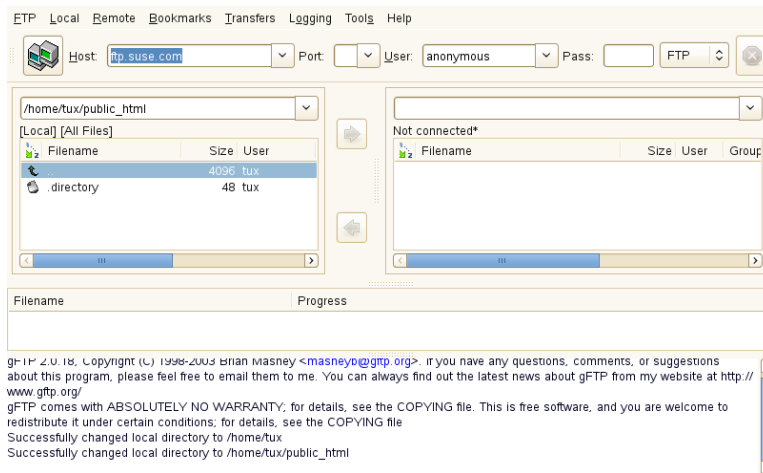 FTP Local Remote Bookmarks Transfers Logging Tools Help
Host: ftp.suse.com Port: User: anonymous Pass: FTP
/home/tux/public_html
[Local] [All Files]
Filename Size User
.. 4096 tux
.directory 48 tux
Not connected*
Filename Size User Group
Filename Progress
gFTP 2.0.18, Copyright (C) 1998-2003 Brian Masney <masneyb@gftp.org>. If you have any questions, comments, or suggestions
about this program, please feel free to email them to me. You can always find out the latest news about gFTP from my website at http://
www.gftp.org/
gFTP comes with ABSOLUTELY NO WARRANTY; for details, see the COPYING file. This is free software, and you are welcome to
redistribute it under certain conditions; for details, see the COPYING file
Successfully changed local directory to /home/tux
Successfully changed local directory to /home/tux/public_html